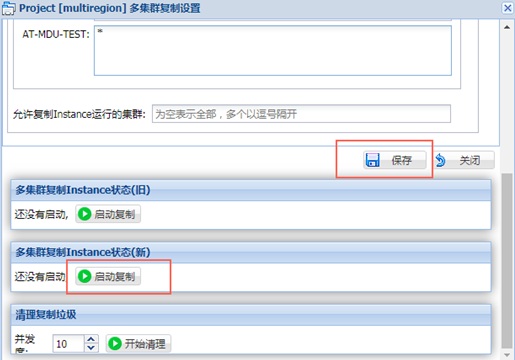 Project [multiregion] 多集群复制设置
AT-MDU-TEST: *
允许复制Instance运行的集群: 为空表示全部，多个以逗号隔开
保存 关闭
多集群复制Instance状态(旧)
还没有启动, 启动复制
多集群复制Instance状态(新)
还没有启动 启动复制
清理复制垃圾
并发度: 10 开始清理